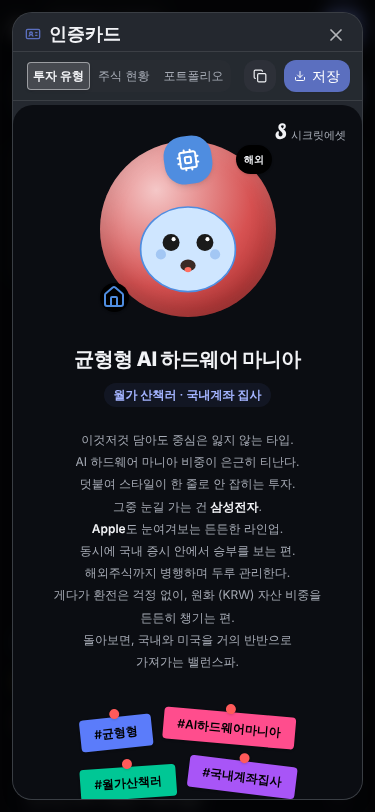 인증카드
투자 유형 주식 현황 포트폴리오 저장
시크릿에셋
해외
균형형 AI 하드웨어 마니아
월가 산책러 · 국내계좌 집사
이것저것 담아도 중심은 잃지 않는 타입.
AI 하드웨어 마니아 비중이 은근히 티난다.
덧붙여 스타일이 한 줄로 안 잡히는 투자.
그중 눈길 가는 건 삼성전자.
Apple도 눈여겨보는 든든한 라인업.
동시에 국내 증시 안에서 승부를 보는 편.
해외주식까지 병행하며 두루 관리한다.
게다가 환전은 걱정 없이, 원화 (KRW) 자산 비중을
든든히 챙기는 편.
돌아보면, 국내와 미국을 거의 반반으로
가져가는 밸런스파.
#균형형 #AI하드웨어마니아
#월가산책러 #국내계좌집사